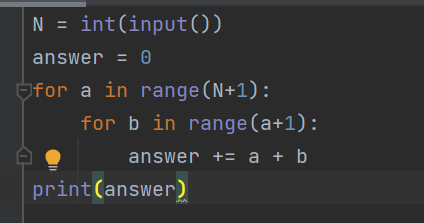 N = int(input())
answer = 0
for a in range(N+1):
    for b in range(a+1):
        answer += a + b
print(answer)